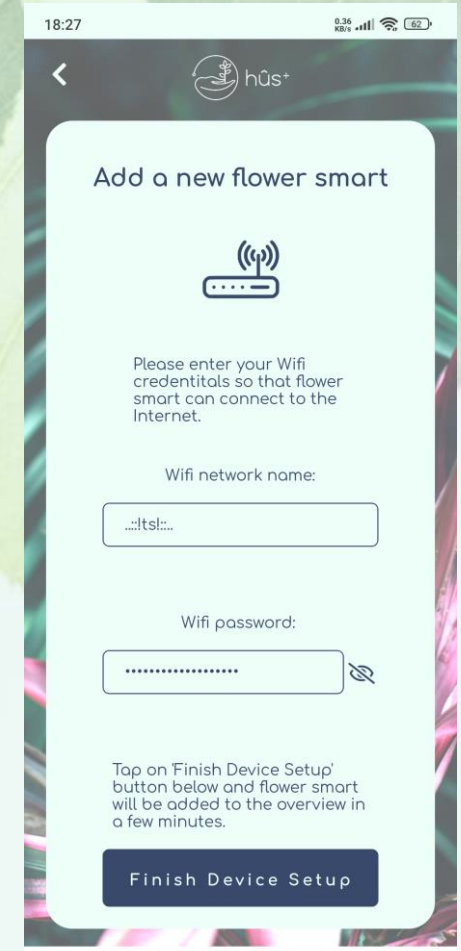 18:27
0.36
KB/s
62
hûs+
Add a new flower smart
Please enter your Wifi
credentitals so that flower
smart can connect to the
Internet.
Wifi network name:
..::lts!::..
Wifi password:
•••••••••••••••••••
Tap on 'Finish Device Setup'
button below and flower smart
will be added to the overview in
a few minutes.
Finish Device Setup